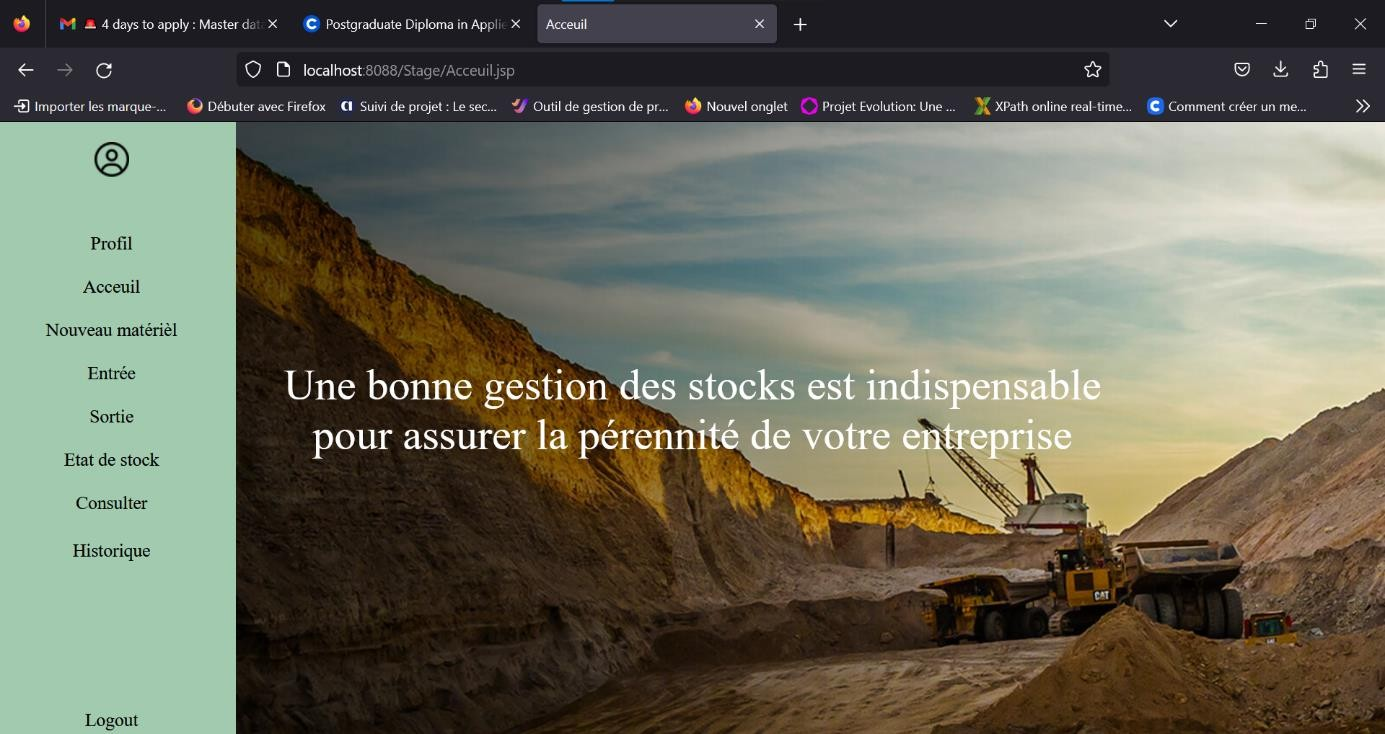 4 days to apply : Master dat
Postgraduate Diploma in Applie
Acceuil
localhost:8088/Stage/Acceuil.jsp
Importer les marque-...
Débuter avec Firefox
Suivi de projet : Le sec...
Outil de gestion de pr...
Nouvel onglet
Projet Evolution: Une ...
XPath online real-time...
Comment créer un me...
Profil
Acceuil
Nouveau matérièl
Entrée
Sortie
Etat de stock
Consulter
Historique
Logout
Une bonne gestion des stocks est indispensable
pour assurer la pérennité de votre entreprise
CAT